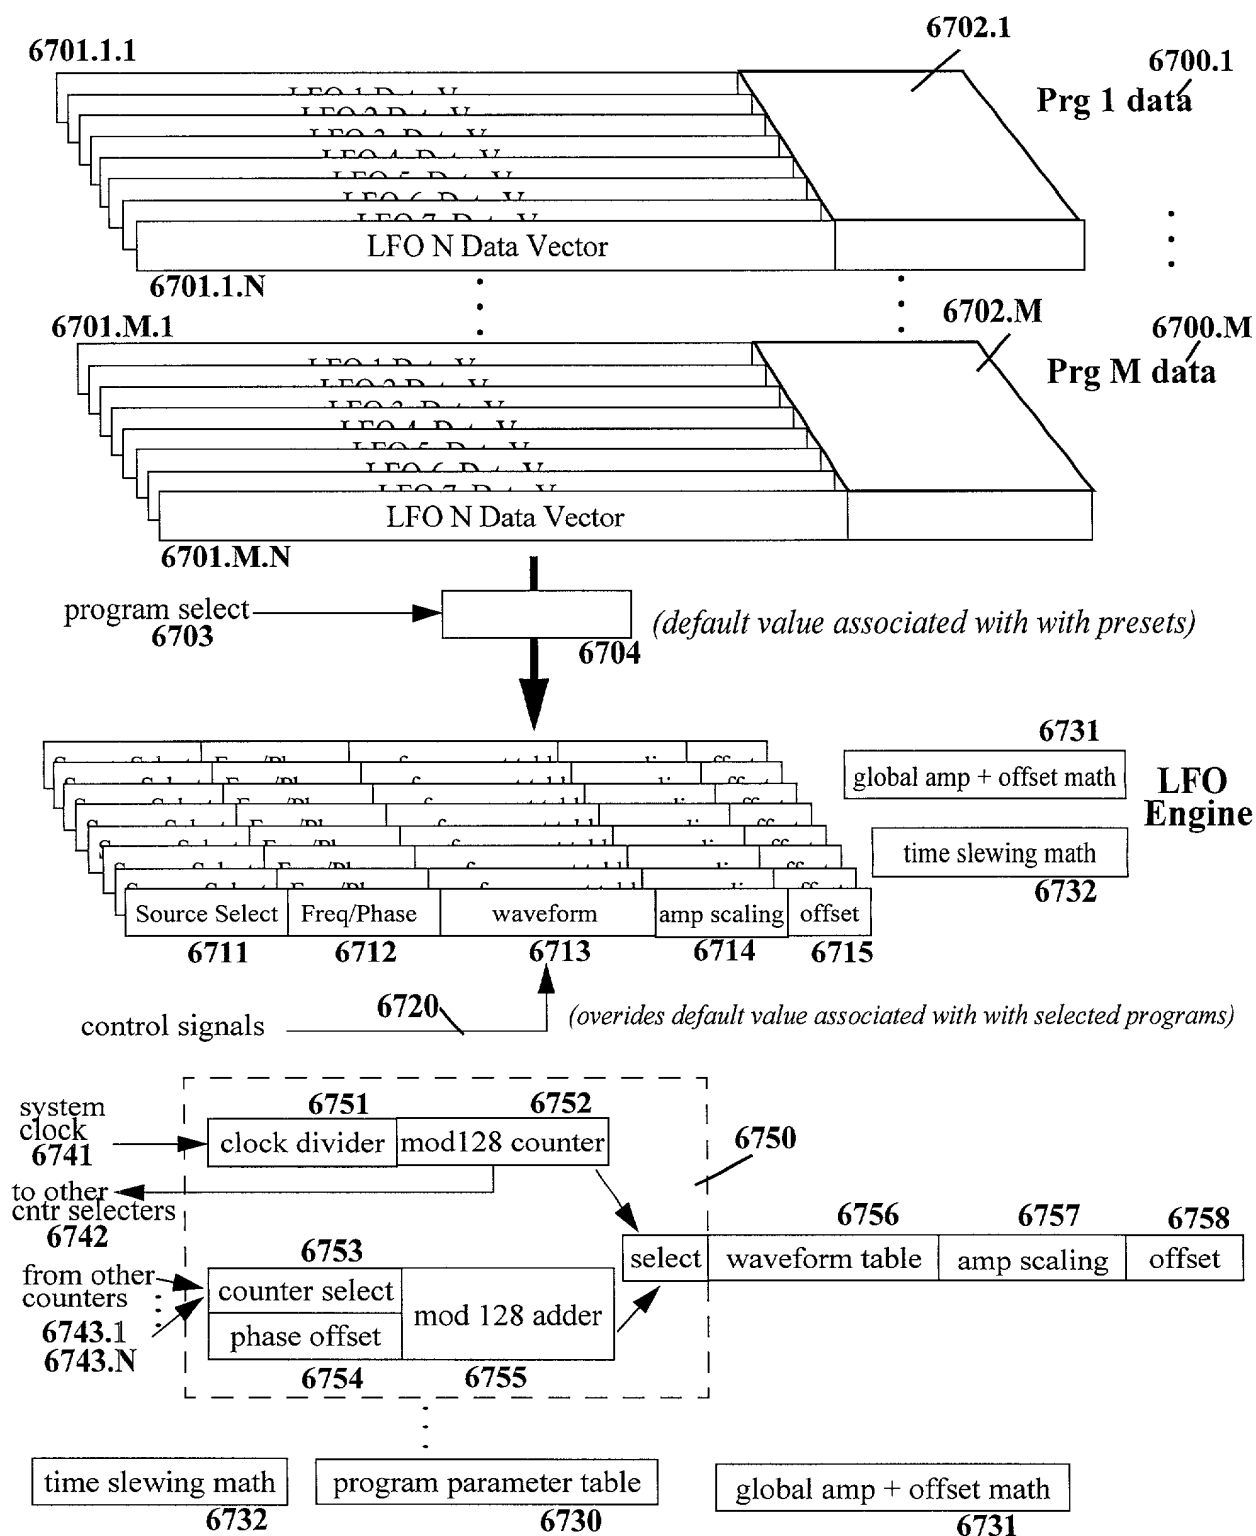 6702.1
6701.1.1
6700.1
Prg 1 data
LFO N Data Vector
6701.1.N
6702.M
6701.M.1
6700.M
Prg M data
LFO N Data Vector
6701.M.N
program select
6703
(default value associated with with presets)
6704
6731
global amp + offset math
LFO
Engine
time slewing math
6732
Source Select
Freq/Phase
waveform
amp scaling
offset
6711
6712
6713
6714
6715
6720
control signals
(overides default value associated with with selected programs)
system
clock
6741
6751
6752
clock divider
mod128 counter
6750
to other
cntr selecters
6742
6756
6757
6758
select
waveform table
amp scaling
offset
6753
from other
counters
counter select
mod 128 adder
phase offset
6743.1
6743.N
6754
6755
time slewing math
program parameter table
global amp + offset math
6732
6730
6731